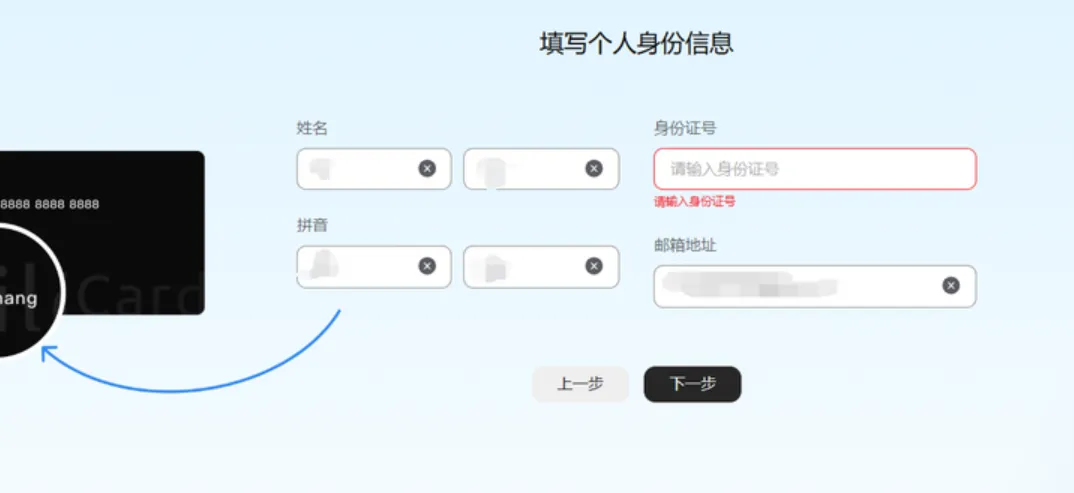 填写个人身份信息
姓名
身份证号
请输入身份证号
请输入身份证号
8888 8888 8888
拼音
邮箱地址
Card
hang
上一步
下一步